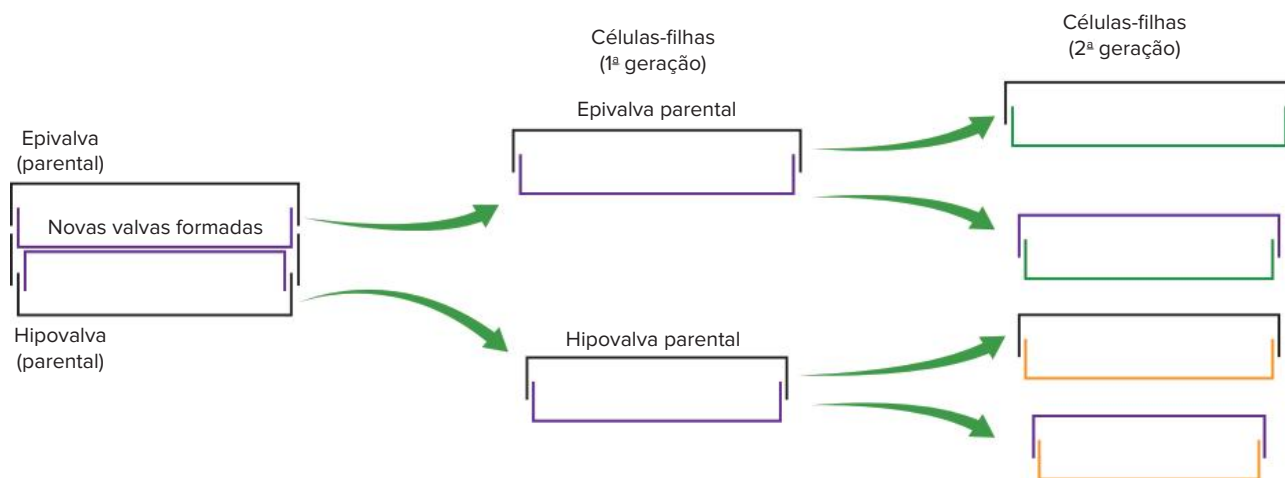 Epivalva
(parental)
Novas valvas formadas
Hipovalva
(parental)
Células-filhas
(1ª geração)
Epivalva parental
Hipovalva parental
Células-filhas
(2ª geração)